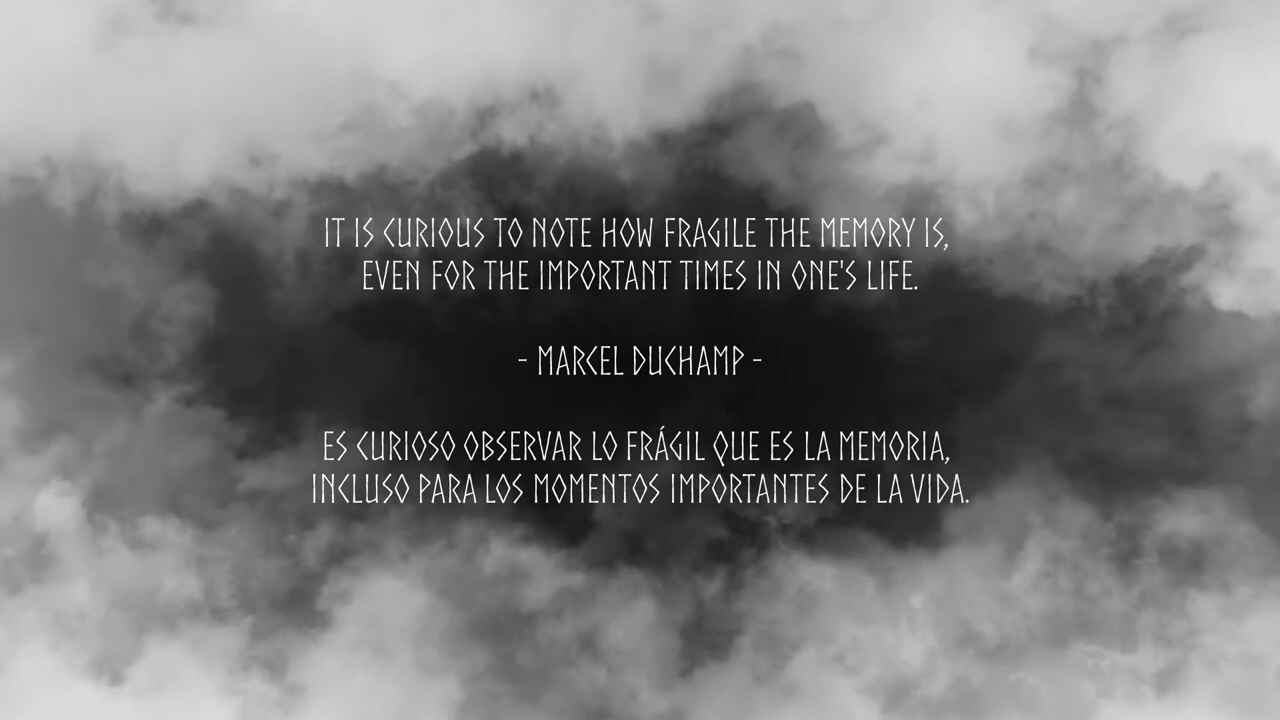 IT IS CURIOUS TO NOTE HOW FRAGILE THE MEMORY IS,
EVEN FOR THE IMPORTANT TIMES IN ONE'S LIFE.
- MARCEL DUCHAMP -
ES CURIOSO OBSERVAR LO FRÁGIL QUE ES LA MEMORIA,
INCLUSO PARA LOS MOMENTOS IMPORTANTES DE LA VIDA.